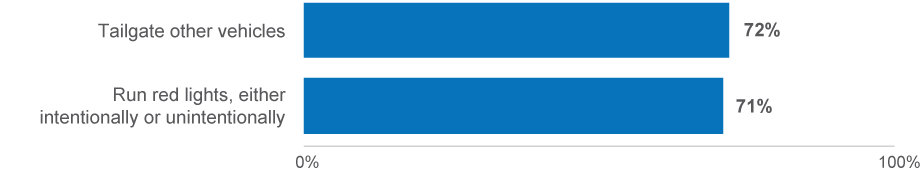 Tailgate other vehicles
72%
Run red lights, either
intentionally or unintentionally
71%
0%
100%